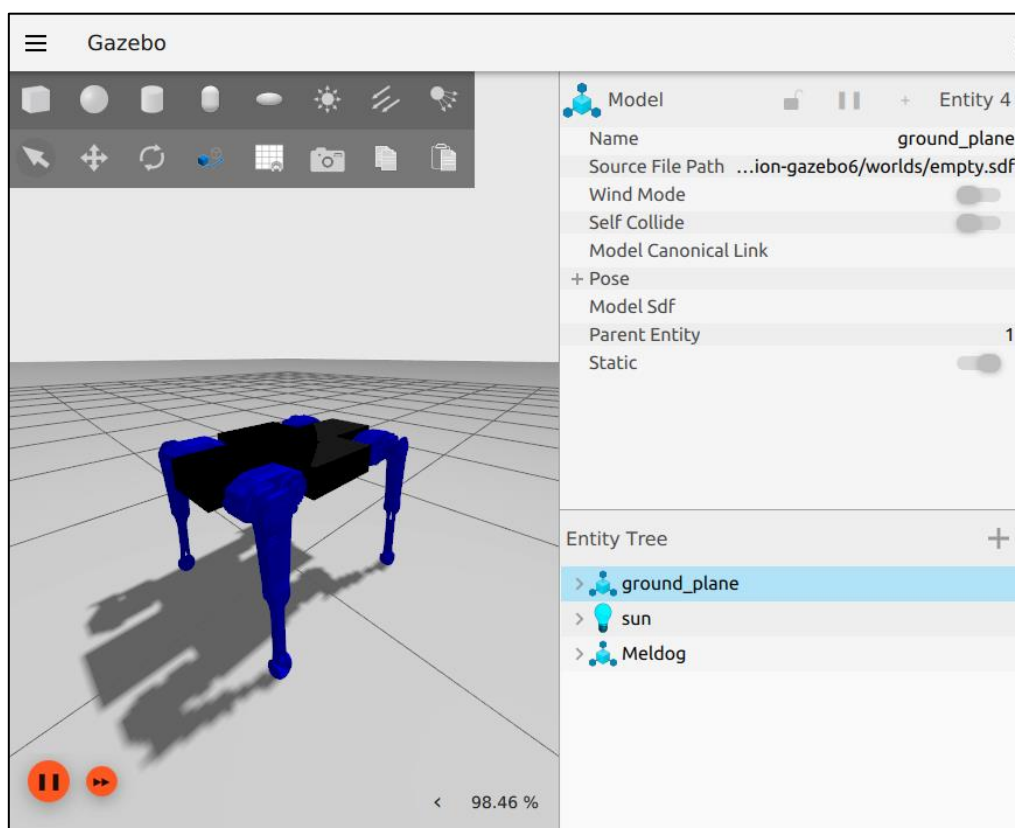 Gazebo
Model Entity 4
Name ground_plane
Source File Path ...ion-gazebo6/worlds/empty.sdf
Wind Mode
Self Collide
Model Canonical Link
+ Pose
Model Sdf
Parent Entity 1
Static
Entity Tree
ground_plane
sun
Meldog
98.46 %